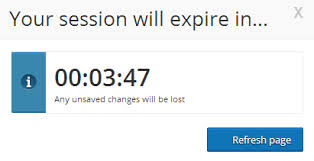 Your session will expire in...
X
00:03:47
Any unsaved changes will be lost
Refresh page